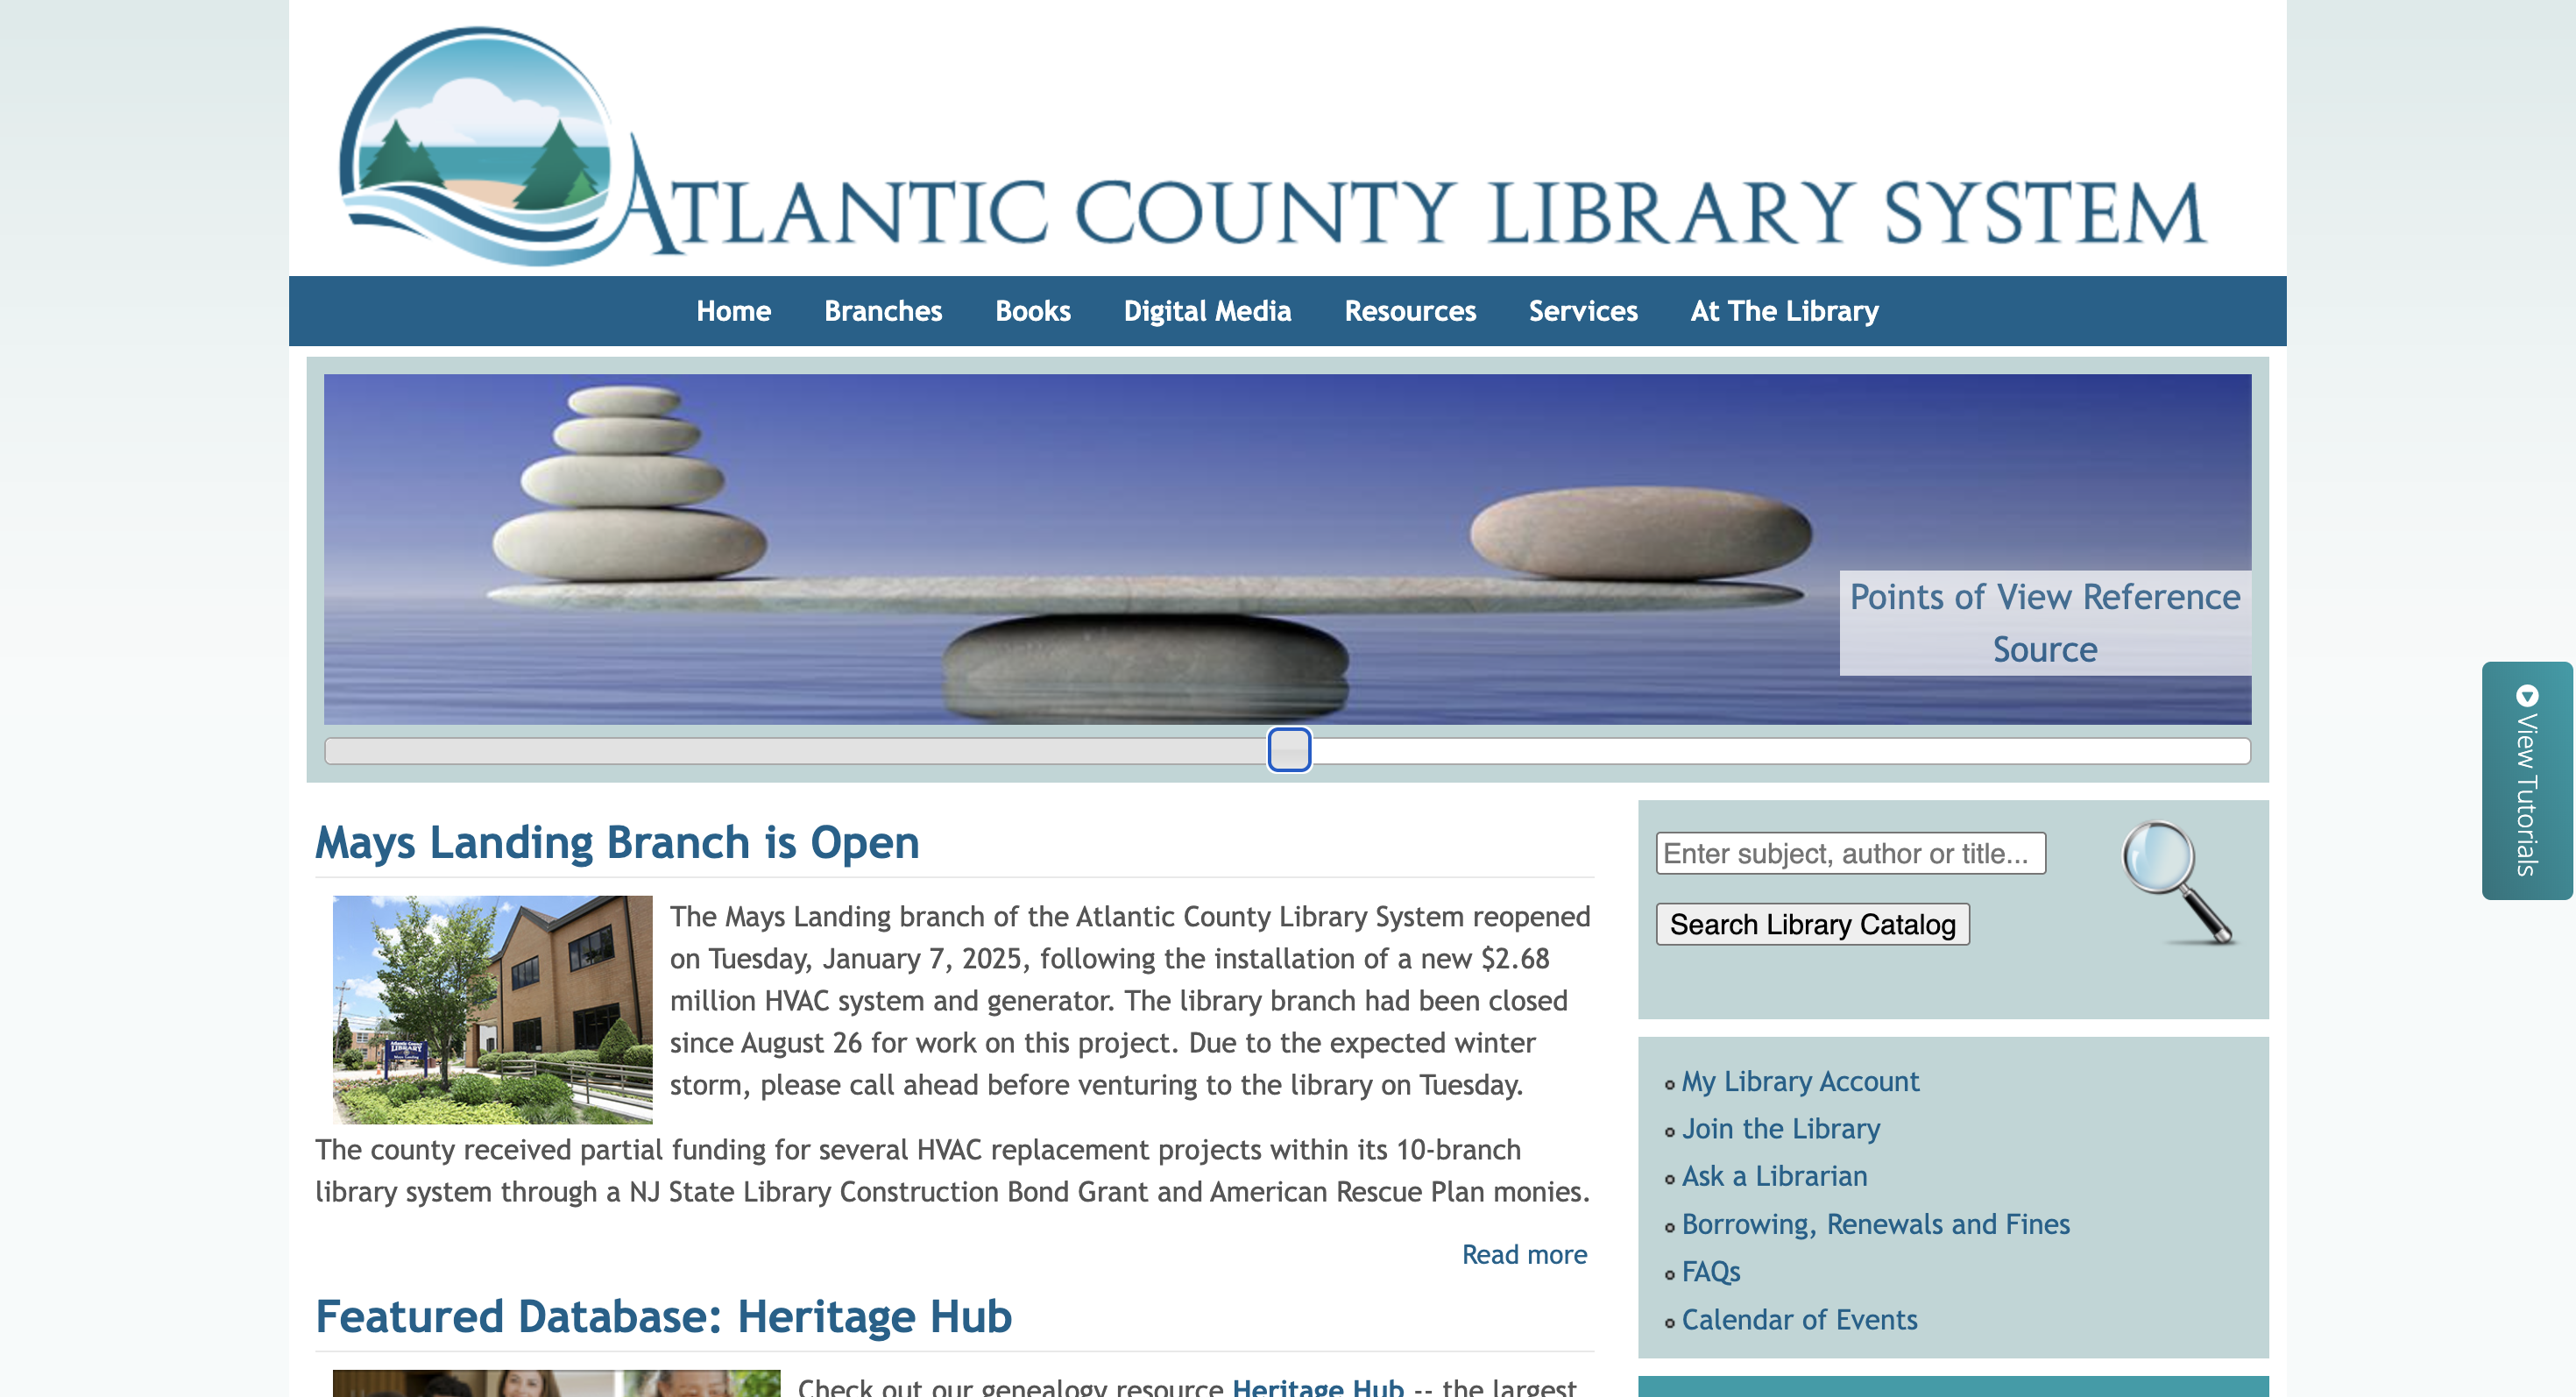 ATLANTIC COUNTY LIBRARY SYSTEM
Home Branches Books Digital Media Resources Services At The Library
Points of View Reference
Source
View Tutorials
Mays Landing Branch is Open
The Mays Landing branch of the Atlantic County Library System reopened
on Tuesday, January 7, 2025, following the installation of a new $2.68
million HVAC system and generator. The library branch had been closed
since August 26 for work on this project. Due to the expected winter
storm, please call ahead before venturing to the library on Tuesday.
Atlantic County
LIBRARY
Mays Landing
The county received partial funding for several HVAC replacement projects within its 10-branch
library system through a NJ State Library Construction Bond Grant and American Rescue Plan monies.
Read more
Featured Database: Heritage Hub
Check out our genealogy resource Heritage Hub -- the largest
Enter subject, author or title...
Search Library Catalog
My Library Account
Join the Library
Ask a Librarian
Borrowing, Renewals and Fines
FAQs
Calendar of Events